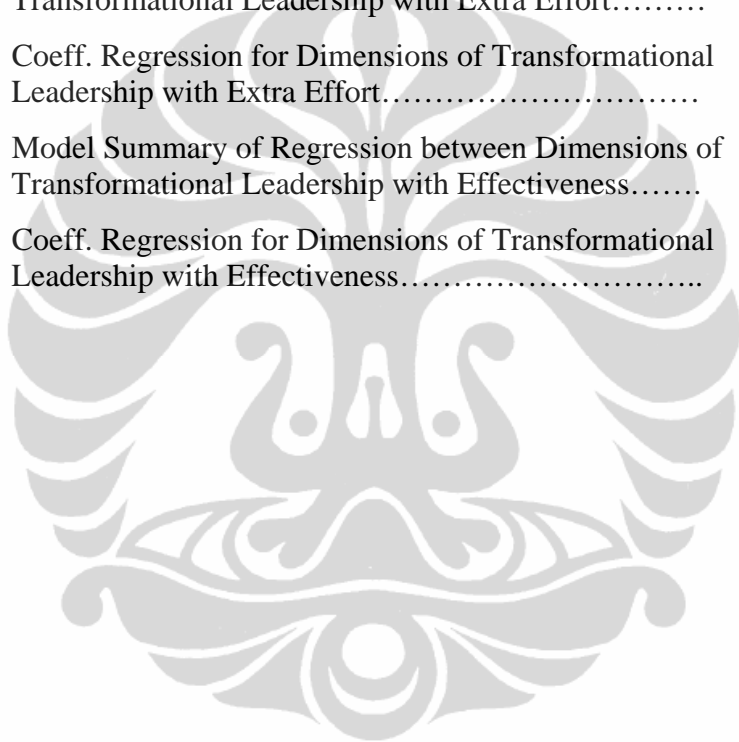 Transformational Leadership with Extra Effort………
Coeff. Regression for Dimensions of Transformational
Leadership with Extra Effort…………………………
Model Summary of Regression between Dimensions of
Transformational Leadership with Effectiveness…….
Coeff. Regression for Dimensions of Transformational
Leadership with Effectiveness………………………..